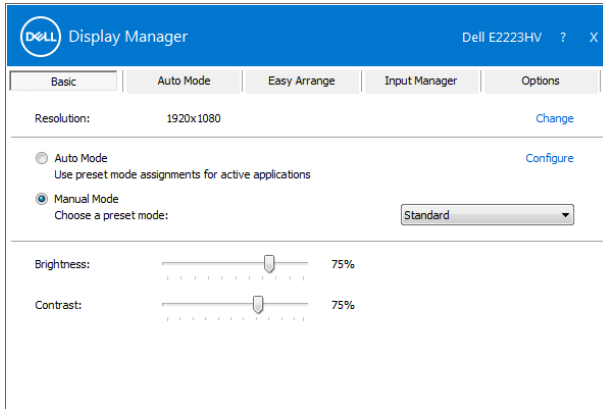 DELL Display Manager Dell E2223HV ? X
Basic Auto Mode Easy Arrange Input Manager Options
Resolution: 1920x1080 Change
Auto Mode Configure
Use preset mode assignments for active applications
Manual Mode
Choose a preset mode: Standard
Brightness: 75%
Contrast: 75%